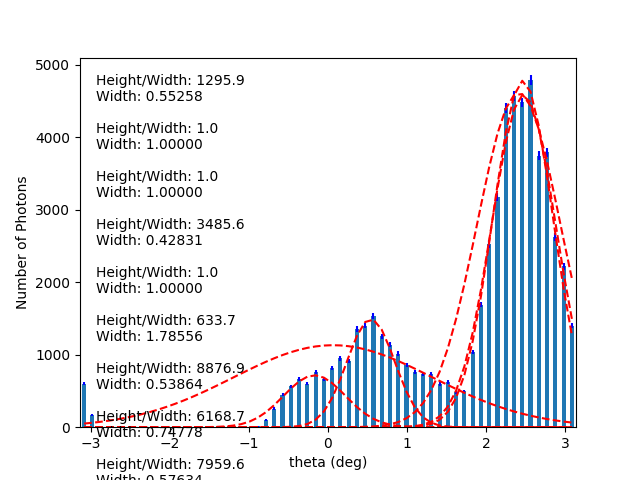 5000
4000
3000
2000
1000
0
Number of Photons
Height/Width: 1295.9
Width: 0.55258
Height/Width: 1.0
Width: 1.00000
Height/Width: 1.0
Width: 1.00000
Height/Width: 3485.6
Width: 0.42831
Height/Width: 1.0
Width: 1.00000
Height/Width: 633.7
Width: 1.78556
Height/Width: 8876.9
Width: 0.53864
Height/Width: 6168.7
Width: 0.74778
Height/Width: 7959.6
Width: 0.57634
−3 −2 −1 0 1 2 3
theta (deg)